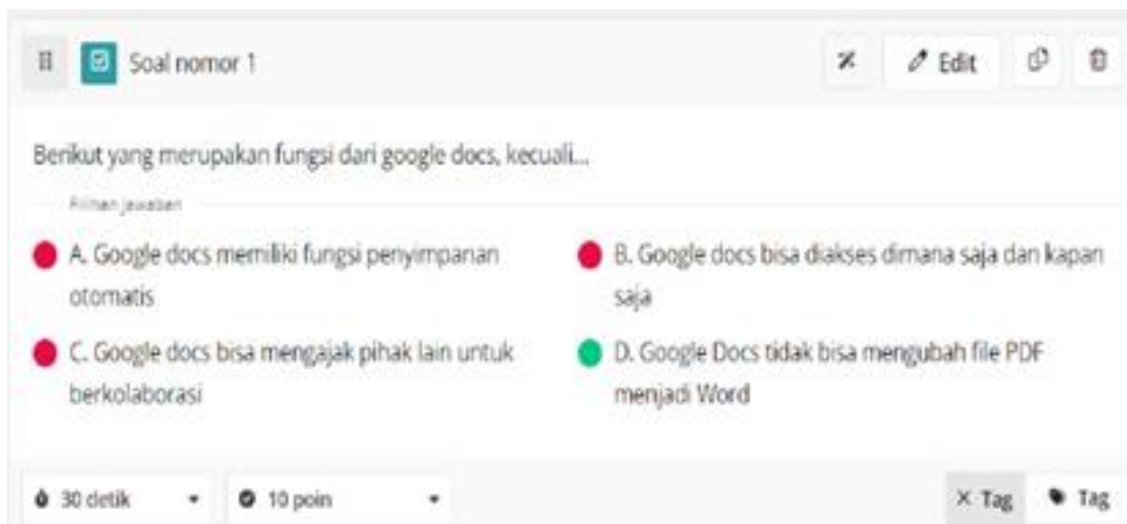 Soal nomor 1
Edit
Berikut yang merupakan fungsi dari google docs, kecuali...
Pilihan jawaban
A. Google docs memiliki fungsi penyimpanan
otomatis
B. Google docs bisa diakses dimana saja dan kapan
saja
C. Google docs bisa mengajak pihak lain untuk
berkolaborasi
D. Google Docs tidak bisa mengubah file PDF
menjadi Word
30 detik
10 poin
Tag
Tag